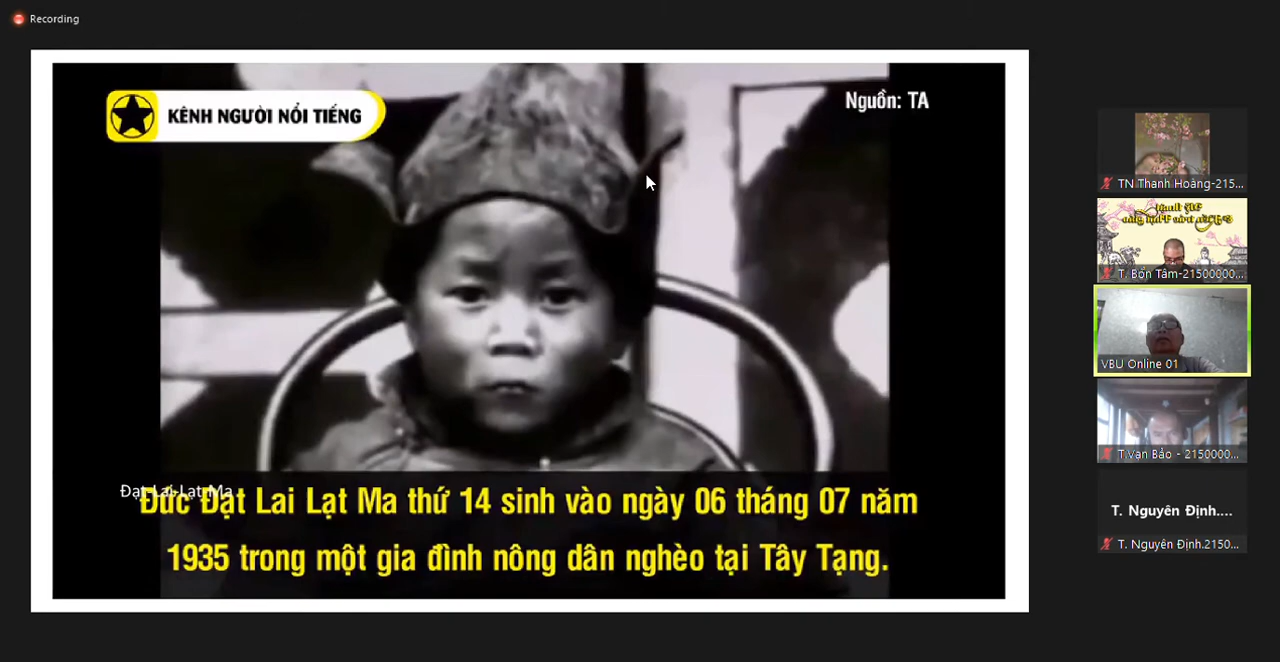 Recording
KÊNH NGƯỜI NỔI TIẾNG
Nguồn: TA
Đạt-Lai-Lạt-Ma
Đức Đạt Lai Lạt Ma thứ 14 sinh vào ngày 06 tháng 07 năm
1935 trong một gia đình nông dân nghèo tại Tây Tạng.
TN Thanh Hoàng-215...
T. Bổn Tâm-21500000...
VBU Online 01
T.Vạn Bảo - 2150000...
T. Nguyên Định....
T. Nguyên Định.2150...